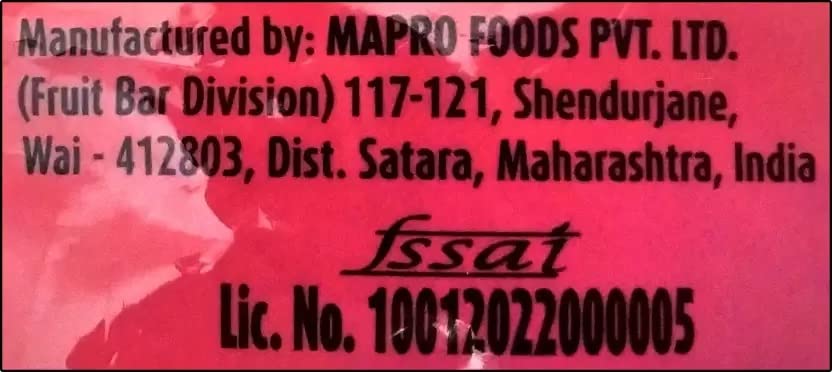 Manufactured by: MAPRO FOODS PVT. LTD.
(Fruit Bar Division) 117-121, Shendurjane,
Wai - 412803, Dist. Satara, Maharashtra, India
fssai
Lic. No. 10012022000005